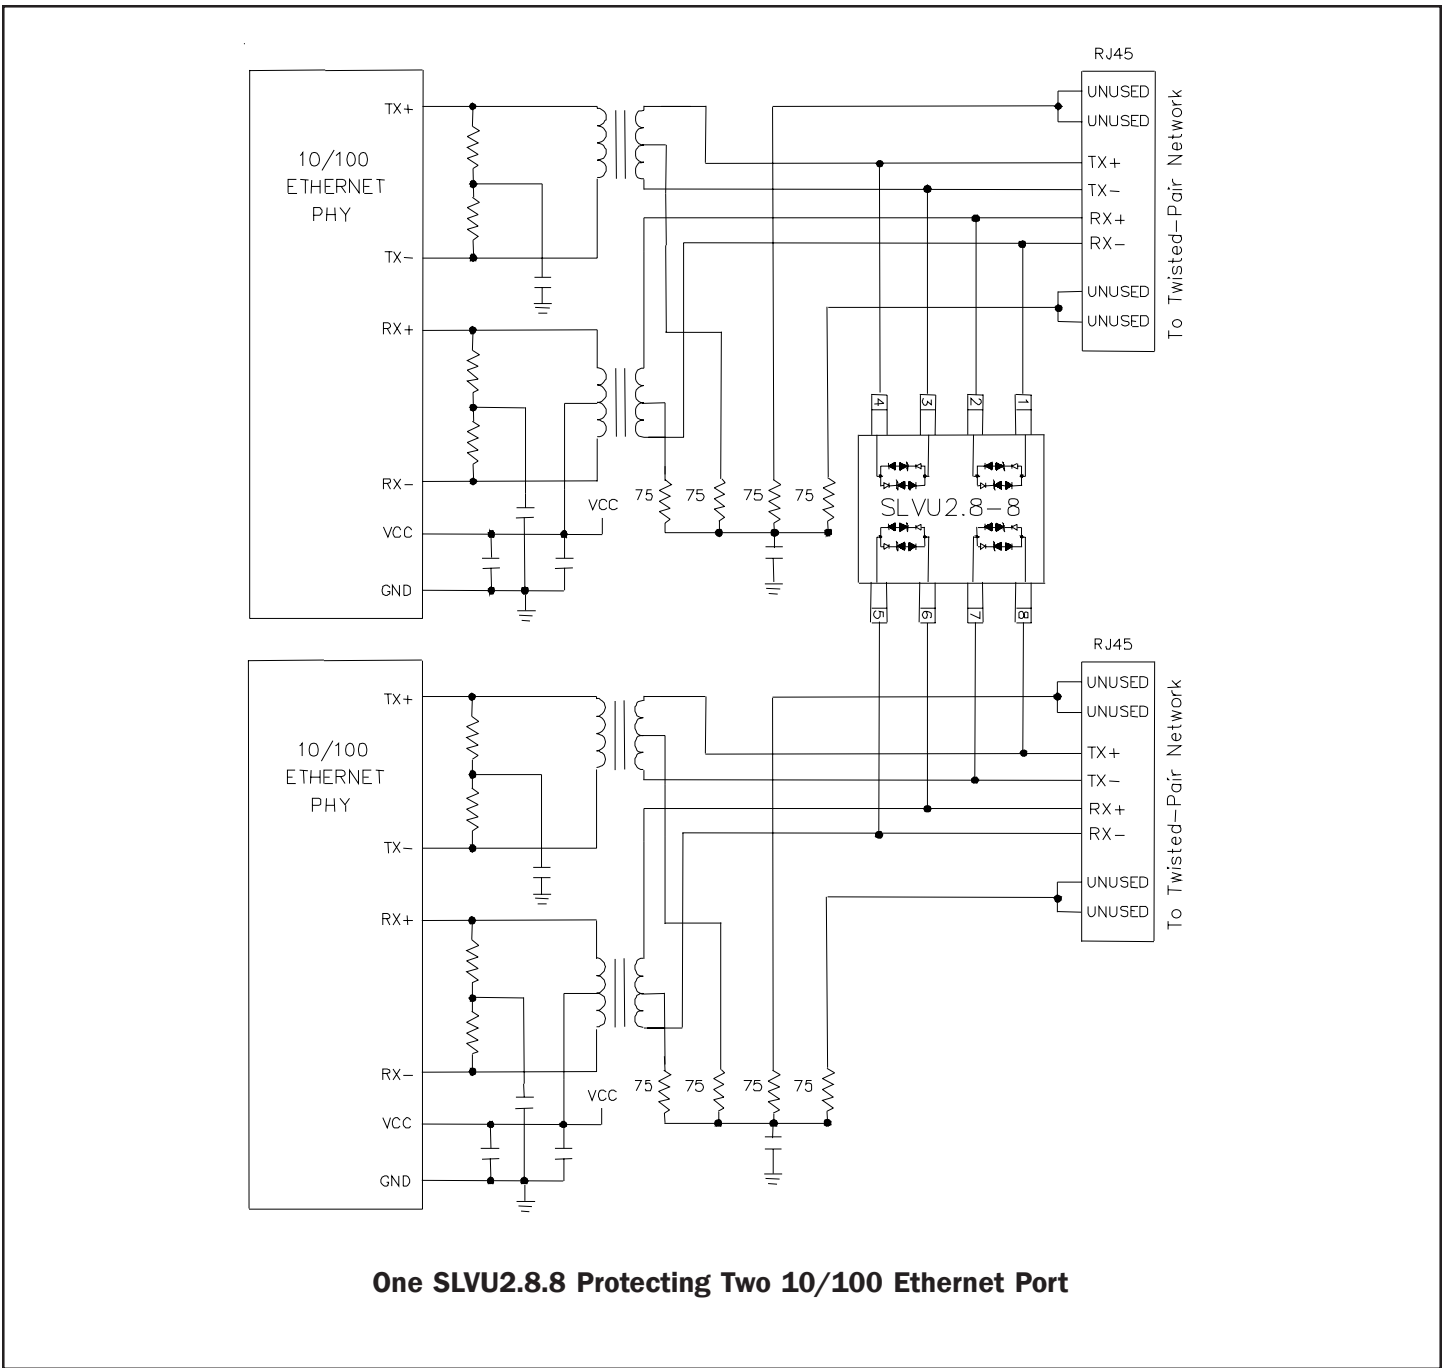 RJ45
10/100
ETHERNET
PHY
TX+
TX-
RX+
RX-
VCC
GND
VCC
75
75
75
75
UNUSED
UNUSED
TX+
TX-
RX+
RX-
UNUSED
UNUSED
To Twisted-Pair Network
4
3
2
1
SLVU2.8-8
5
6
7
8
RJ45
10/100
ETHERNET
PHY
TX+
TX-
RX+
RX-
VCC
GND
VCC
75
75
75
75
UNUSED
UNUSED
TX+
TX-
RX+
RX-
UNUSED
UNUSED
To Twisted-Pair Network
One SLVU2.8.8 Protecting Two 10/100 Ethernet Port